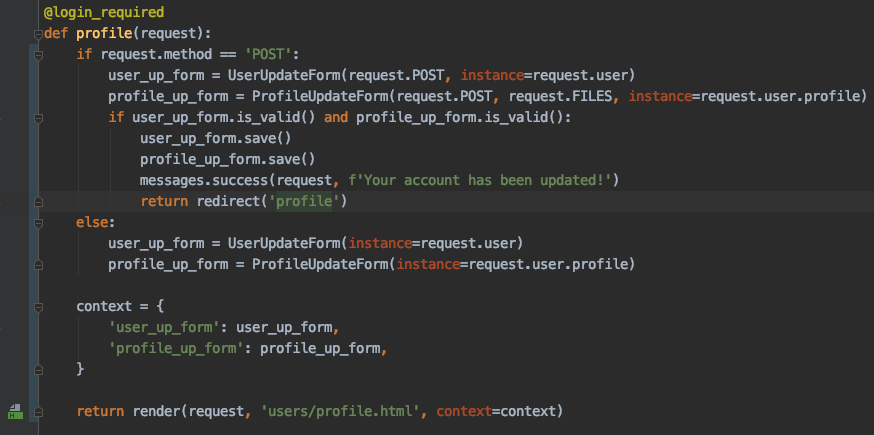 @login_required
def profile(request):
    if request.method == 'POST':
        user_up_form = UserUpdateForm(request.POST, instance=request.user)
        profile_up_form = ProfileUpdateForm(request.POST, request.FILES, instance=request.user.profile)
        if user_up_form.is_valid() and profile_up_form.is_valid():
            user_up_form.save()
            profile_up_form.save()
            messages.success(request, f'Your account has been updated!')
            return redirect('profile')
    else:
        user_up_form = UserUpdateForm(instance=request.user)
        profile_up_form = ProfileUpdateForm(instance=request.user.profile)

    context = {
        'user_up_form': user_up_form,
        'profile_up_form': profile_up_form,
    }

    return render(request, 'users/profile.html', context=context)